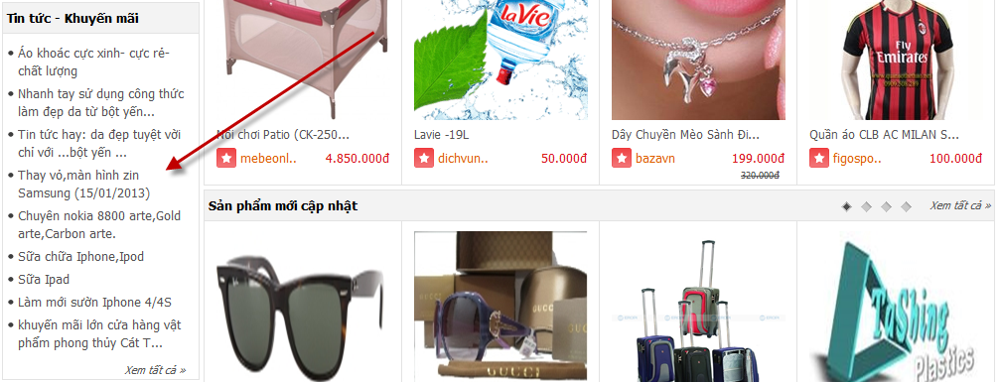 Tin tức - Khuyến mãi
Áo khoác cực xinh- cực rẻ-
chất lượng
Nhanh tay sử dụng công thức
làm đẹp da từ bột yến...
Tin tức hay: da đẹp tuyệt vời
chỉ với ...bột yến ...
Thay vỏ,màn hình zin
Samsung (15/01/2013)
Chuyên nokia 8800 arte,Gold
arte,Carbon arte.
Sữa chữa Iphone,Ipod
Sữa Ipad
Làm mới sườn Iphone 4/4S
khuyến mãi lớn cửa hàng vật
phẩm phong thủy Cát T...
Xem tất cả »
LaVie
Fly
Emirates
chơi Patio (CK-250...
mebeonl..
4.850.000đ
Lavie -19L
dichvun..
50.000đ
Dây Chuyền Mèo Sành Đi...
bazavn
199.000đ
320.000đ
Quần áo CLB AC MILAN S...
figospo..
100.000đ
Sản phẩm mới cập nhật
Xem tất cả »
GUCCI
GUCCI
TaShing
Plastics